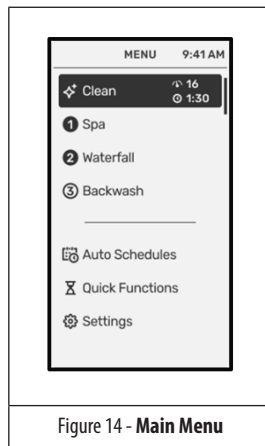 MENU 9:41 AM
Clean 16
1:30
1 Spa
2 Waterfall
3 Backwash
Auto Schedules
Quick Functions
Settings
Figure 14 - Main Menu